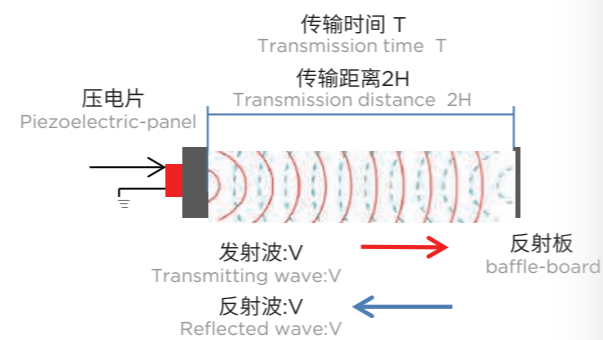 传输时间 T
Transmission time T
传输距离2H
Transmission distance 2H
压电片
Piezoelectric-panel
发射波:V
Transmitting wave:V
反射板
baffle-board
反射波:V
Reflected wave:V